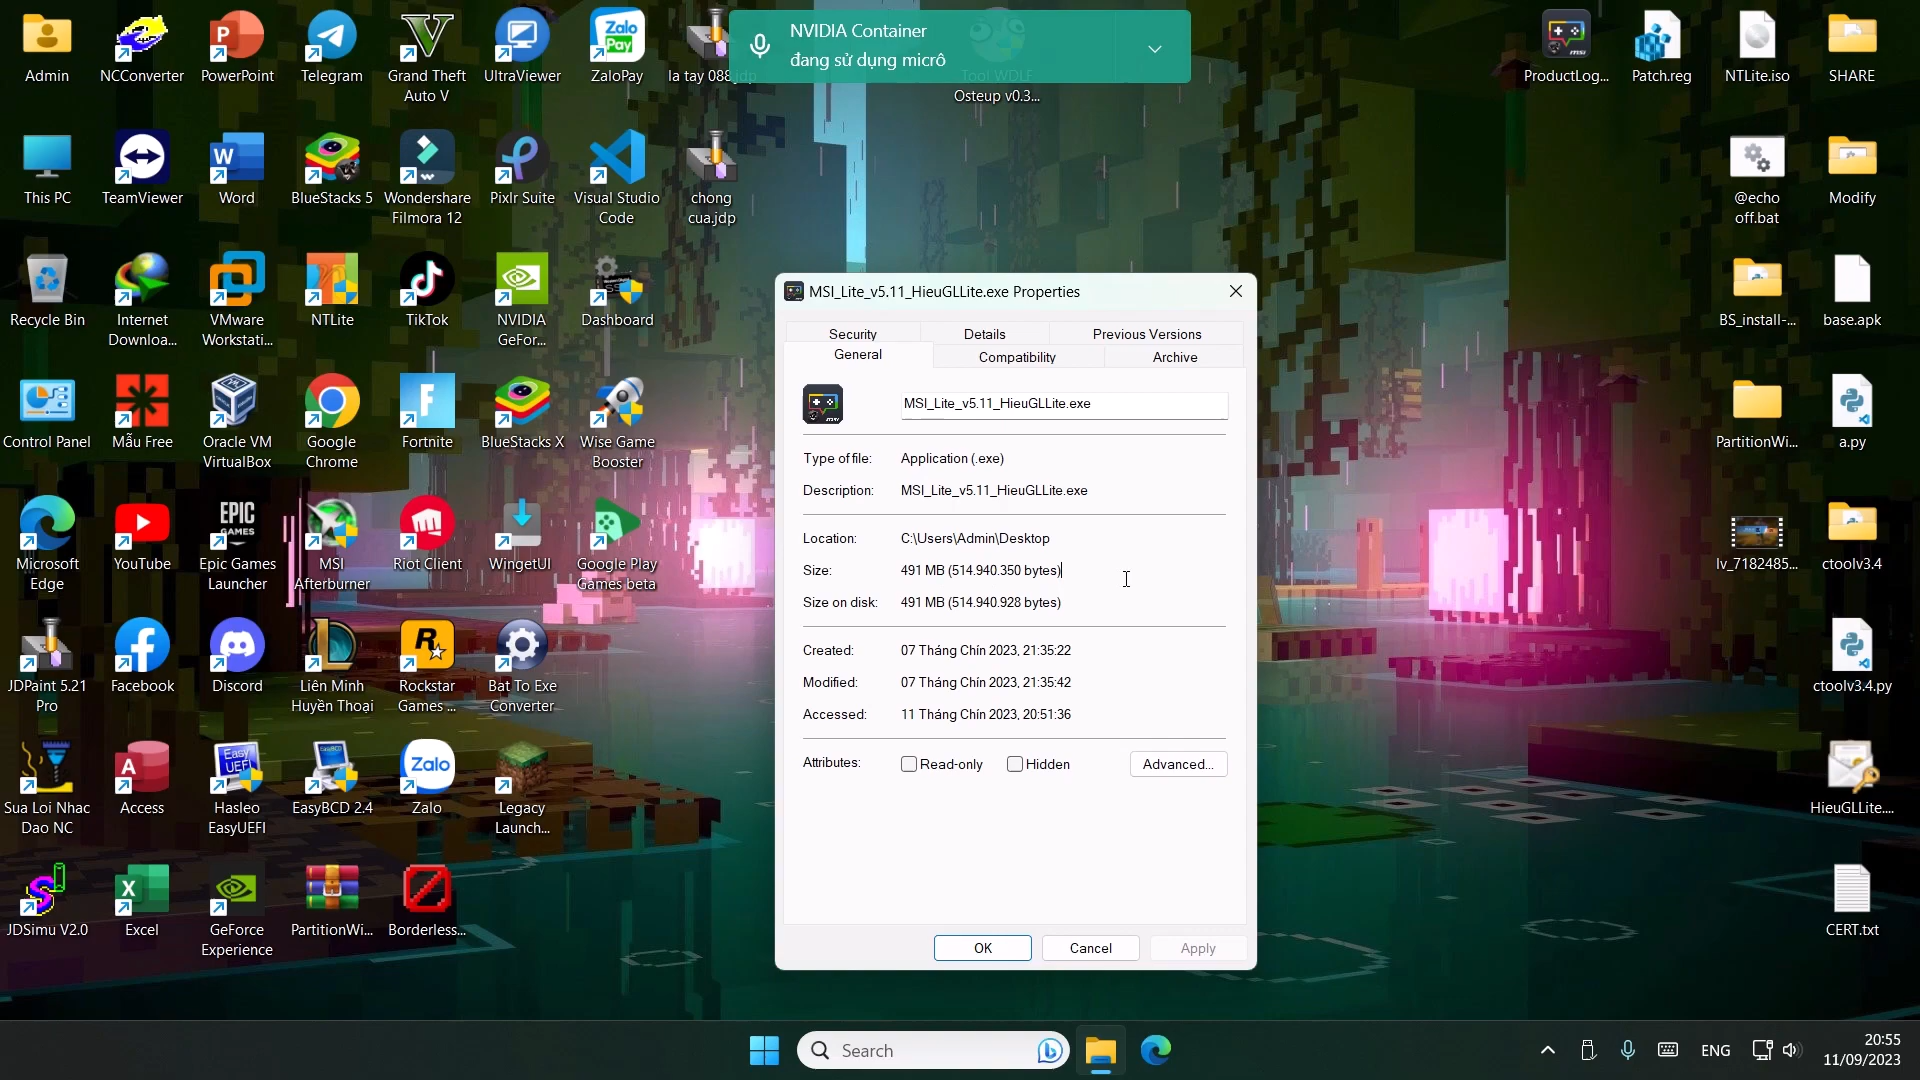 NVIDIA Container
đang sử dụng micrô
Admin
NCConverter
PowerPoint
Telegram
Grand Theft
Auto V
UltraViewer
ZaloPay
la tay 088.jdp
Tool WDLF
Osteup v0.3...
ProductLog...
Patch.reg
NTLite.iso
SHARE
This PC
TeamViewer
Word
BlueStacks 5
Wondershare
Filmora 12
Pixlr Suite
Visual Studio
Code
chong
cua.jdp
@echo
off.bat
Modify
Recycle Bin
Internet
Downloa...
VMware
Workstati...
NTLite
TikTok
NVIDIA
GeFor...
Dashboard
BS_install-...
base.apk
Control Panel
Mẫu Free
Oracle VM
VirtualBox
Google
Chrome
Fortnite
BlueStacks X
Wise Game
Booster
PartitionWi...
a.py
Microsoft
Edge
YouTube
Epic Games
Launcher
MSI
Afterburner
Riot Client
WingetUI
Google Play
Games beta
lv_7182485...
ctoolv3.4
JDPaint 5.21
Pro
Facebook
Discord
Liên Minh
Huyền Thoại
Rockstar
Games ...
Bat To Exe
Converter
ctoolv3.4.py
Sua Loi Nhac
Dao NC
Access
Hasleo
EasyUEFI
EasyBCD 2.4
Zalo
Legacy
Launch...
HieuGLLite....
JDSimu V2.0
Excel
GeForce
Experience
PartitionWi...
Borderless...
CERT.txt
MSI_Lite_v5.11_HieuGLLite.exe Properties
Security
Details
Previous Versions
General
Compatibility
Archive
MSI_Lite_v5.11_HieuGLLite.exe
Type of file: Application (.exe)
Description: MSI_Lite_v5.11_HieuGLLite.exe
Location: C:\Users\Admin\Desktop
Size: 491 MB (514.940.350 bytes)
Size on disk: 491 MB (514.940.928 bytes)
Created: 07 Tháng Chín 2023, 21:35:22
Modified: 07 Tháng Chín 2023, 21:35:42
Accessed: 11 Tháng Chín 2023, 20:51:36
Attributes: Read-only Hidden Advanced...
OK
Cancel
Apply
Search
ENG
20:55
11/09/2023